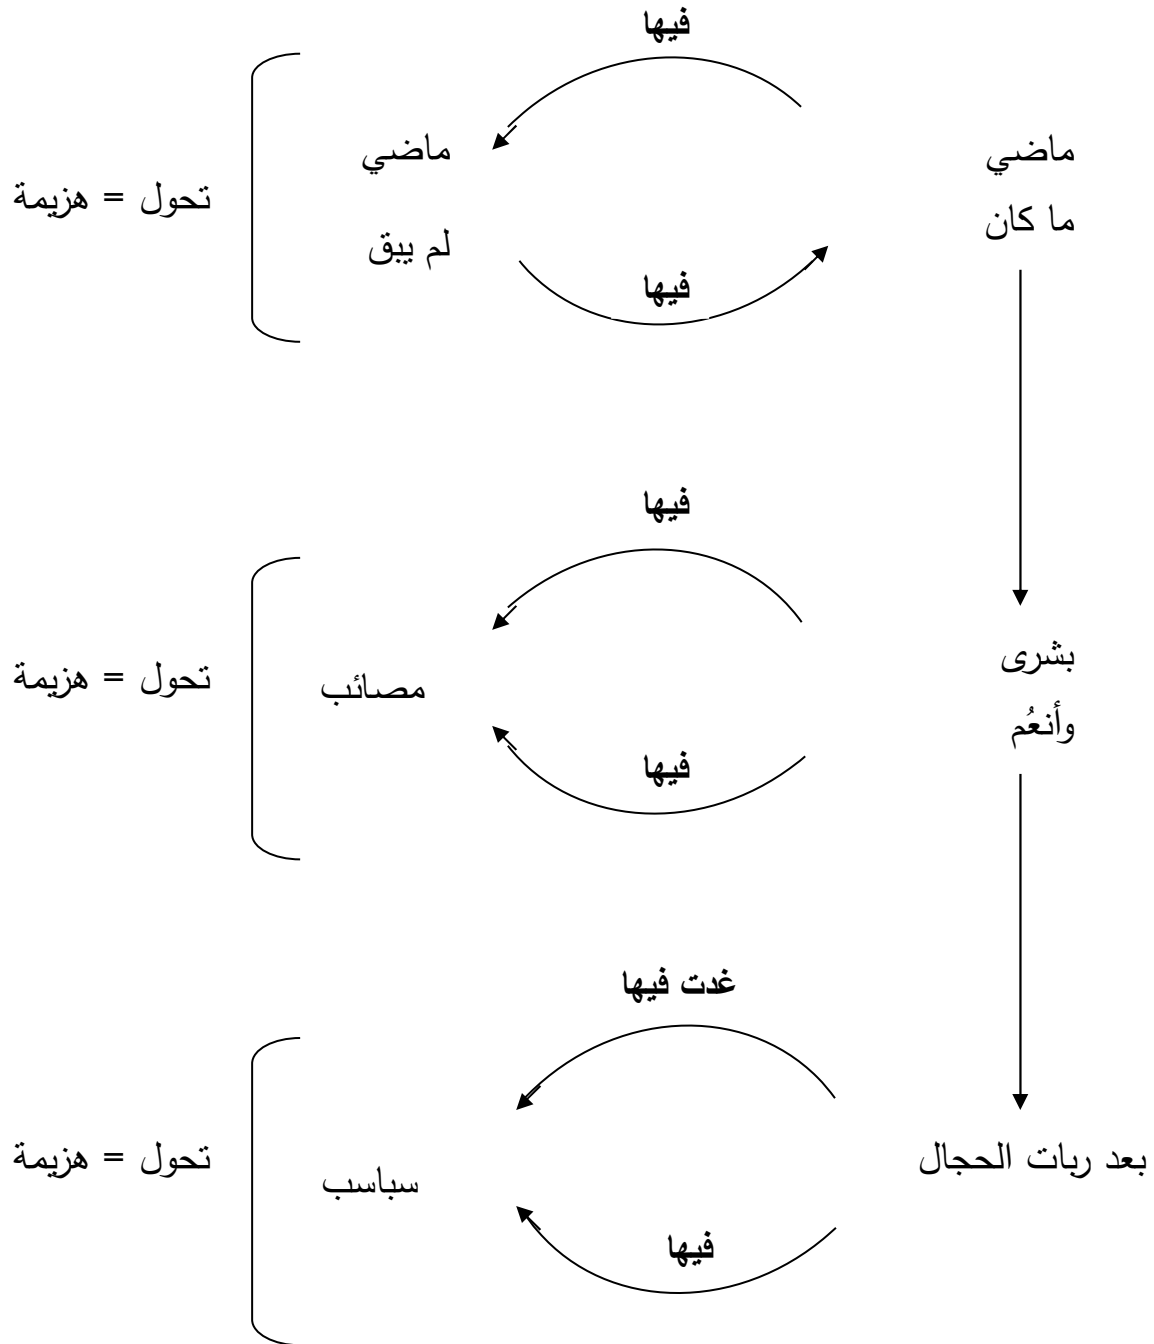 فيها
ماضي
ما كان
ماضي
لم يبق
تحول = هزيمة
فيها
فيها
بشرى
وأنعُم
مصائب
تحول = هزيمة
فيها
غدت فيها
بعد ربات الحجال
سباسب
تحول = هزيمة
فيها